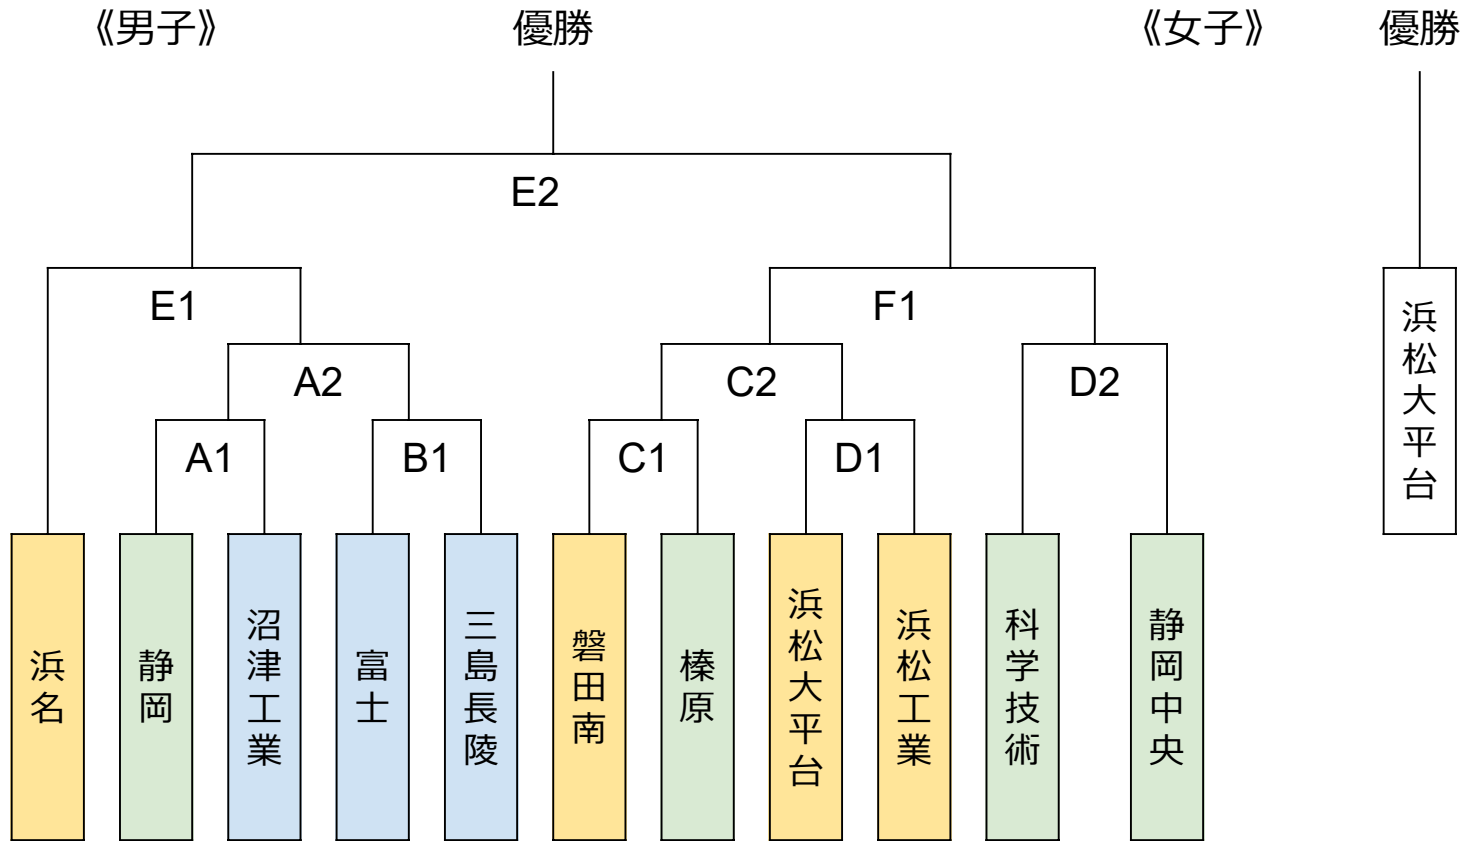 《男子》
優勝
《女子》
優勝
E2
E1
F1
A2
C2
D2
A1
B1
C1
D1
浜名
静岡
沼津工業
富士
三島長陵
磐田南
榛原
浜松大平台
浜松工業
科学技術
静岡中央
浜松大平台